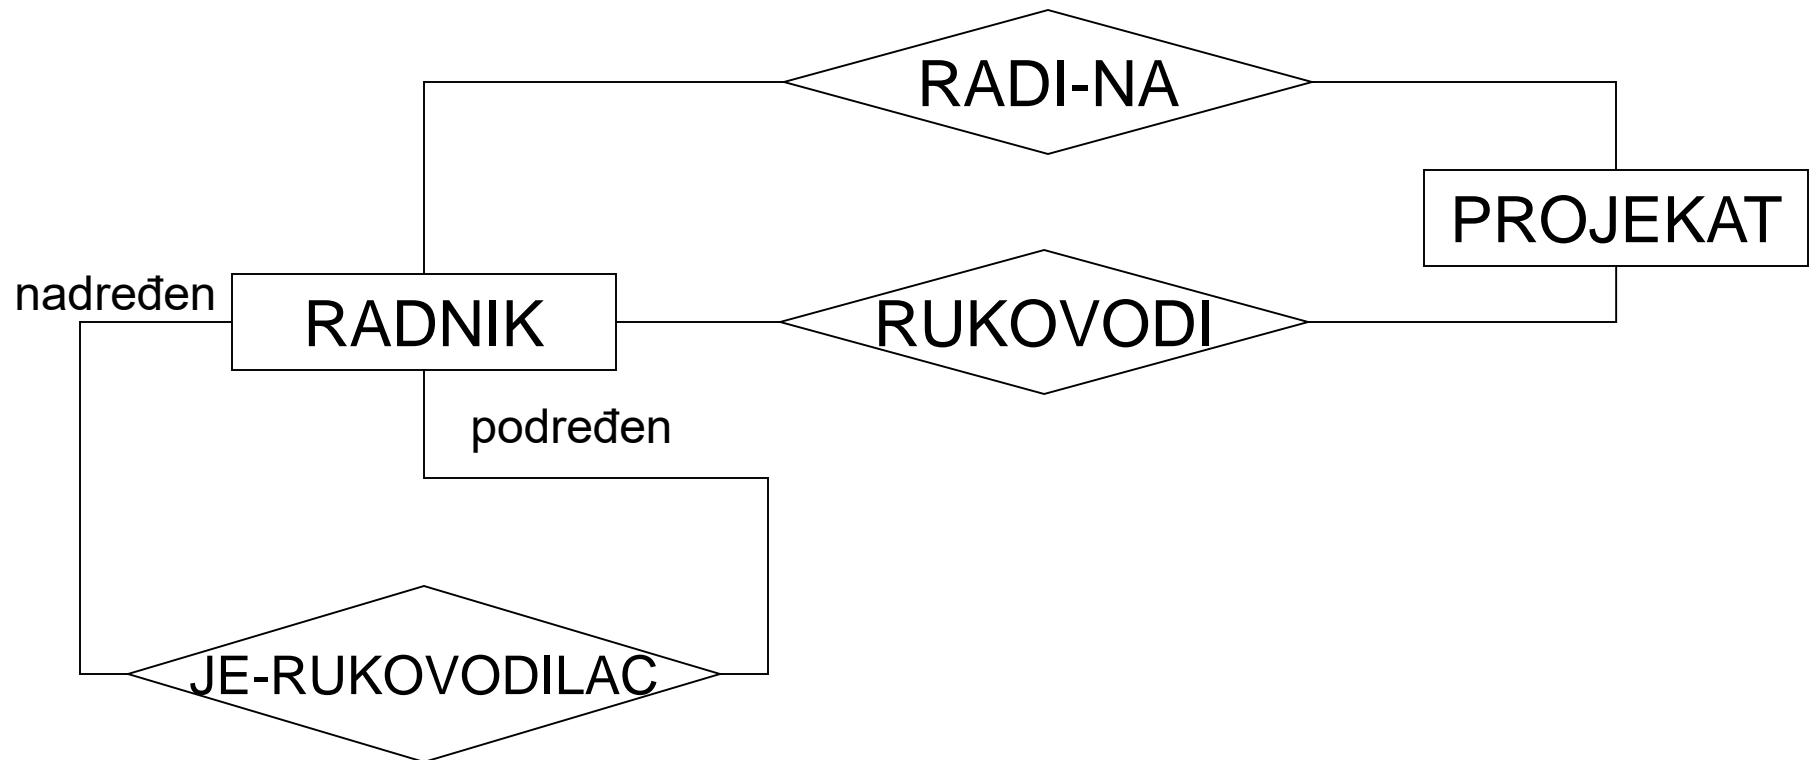 RADI-NA
PROJEKAT
nadređen
RADNIK
RUKOVODI
podređen
JE-RUKOVODILAC